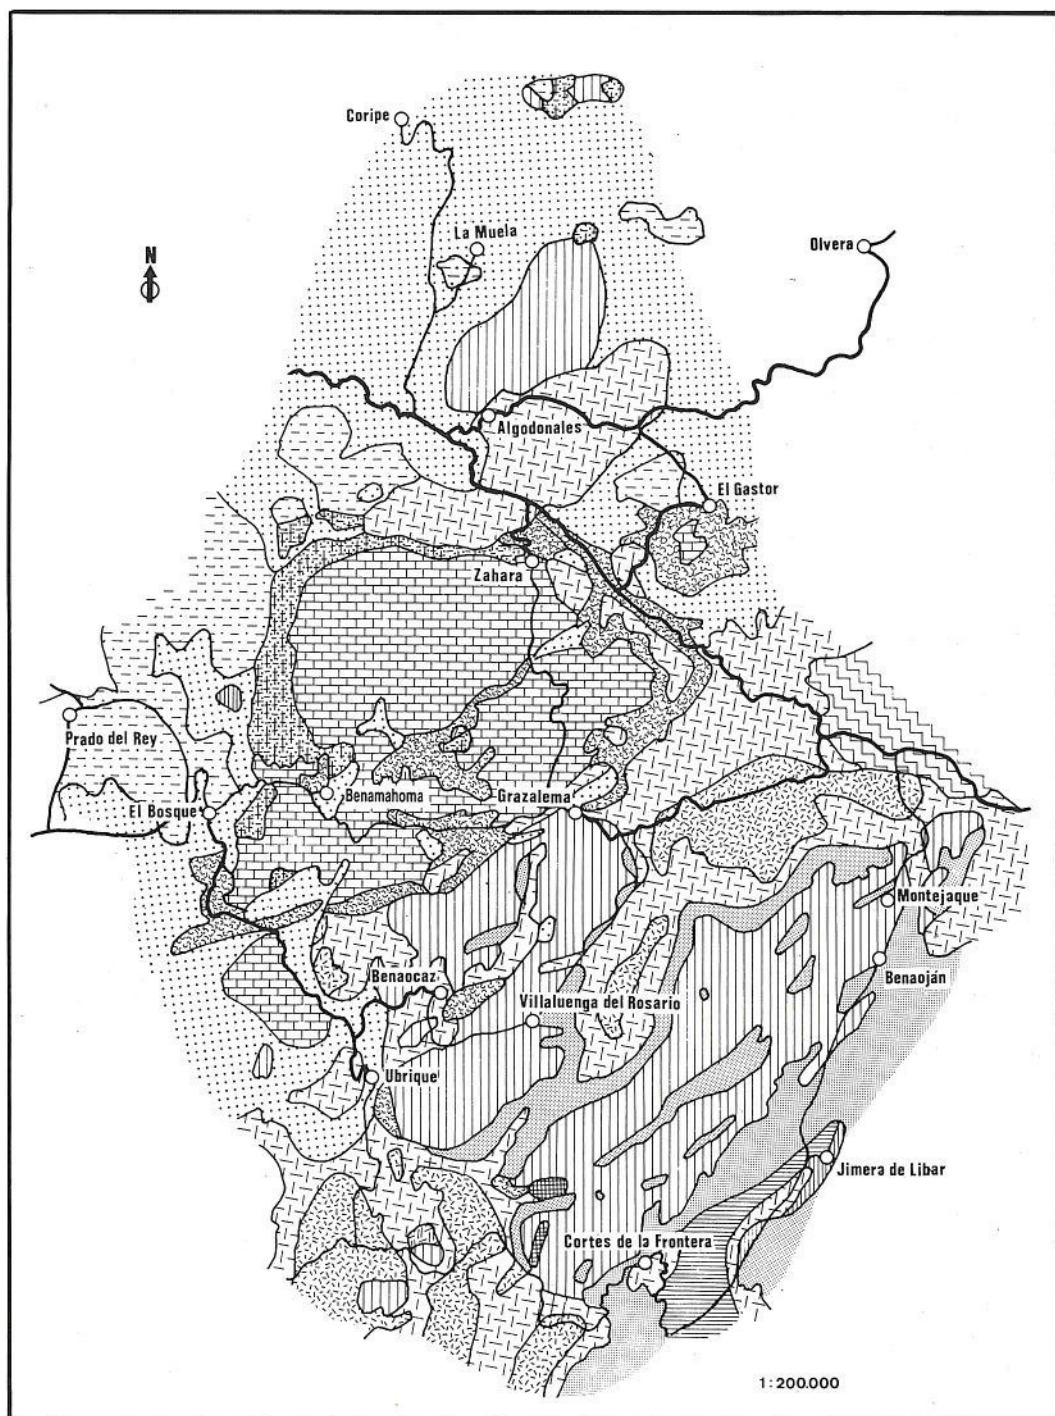 Coripe
La Muela
Olvera
N
Algodonales
El Gastor
Zahara
Prado del Rey
Benamahoma
Grazalema
El Bosque
Montejaque
Benaocaz
Benaoján
Villaluenga del Rosario
Ubrique
Jimera de Libar
Cortes de la Frontera
1:200.000